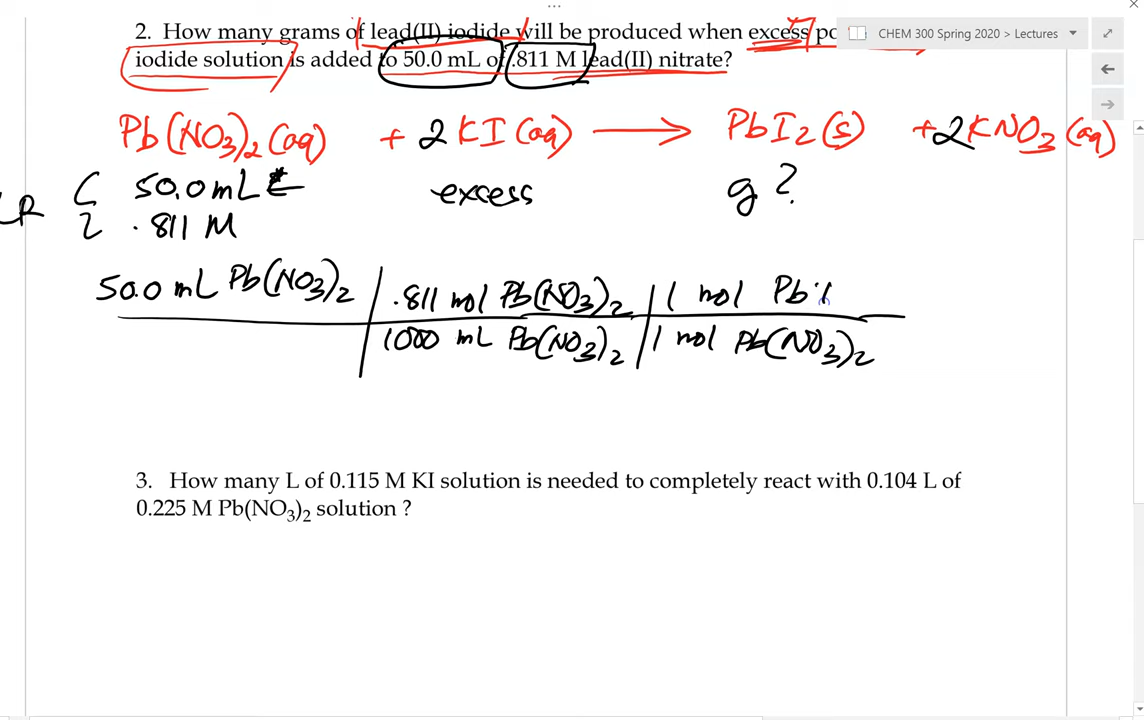 2. How many grams of lead(II) iodide will be produced when excess po
CHEM 300 Spring 2020 > Lectures
iodide solution is added to 50.0 mL of .811 M lead(II) nitrate?
Pb(NO3)2 (aq) + 2 KI (aq) → PbI2 (s) + 2 KNO3 (aq)
50.0 mL excess g?
LR
.811 M
50.0 mL Pb(NO3)2 | .811 mol Pb(NO3)2 | 1 mol Pb
1000 mL Pb(NO3)2 | 1 mol Pb(NO3)2
3. How many L of 0.115 M KI solution is needed to completely react with 0.104 L of
0.225 M Pb(NO3)2 solution ?